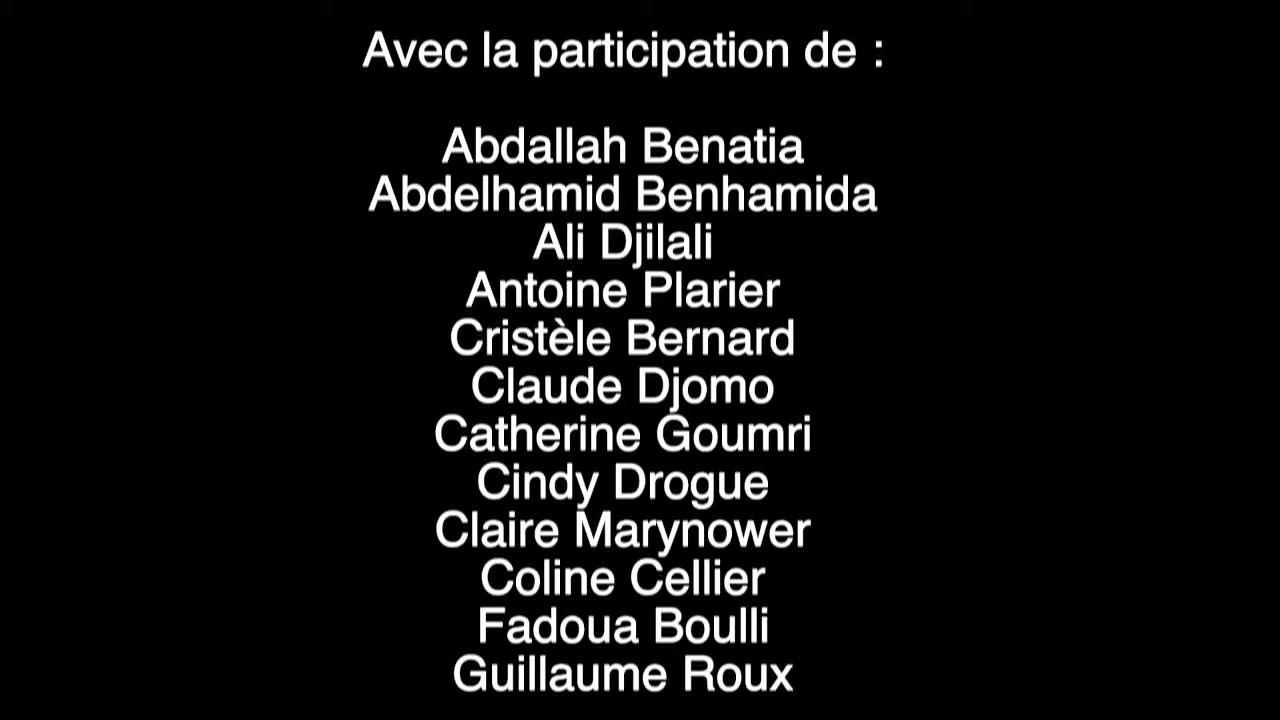 Avec la participation de :
Abdallah Benatia
Abdelhamid Benhamida
Ali Djilali
Antoine Plarier
Cristèle Bernard
Claude Djomo
Catherine Goumri
Cindy Drogue
Claire Marynower
Coline Cellier
Fadoua Boulli
Guillaume Roux